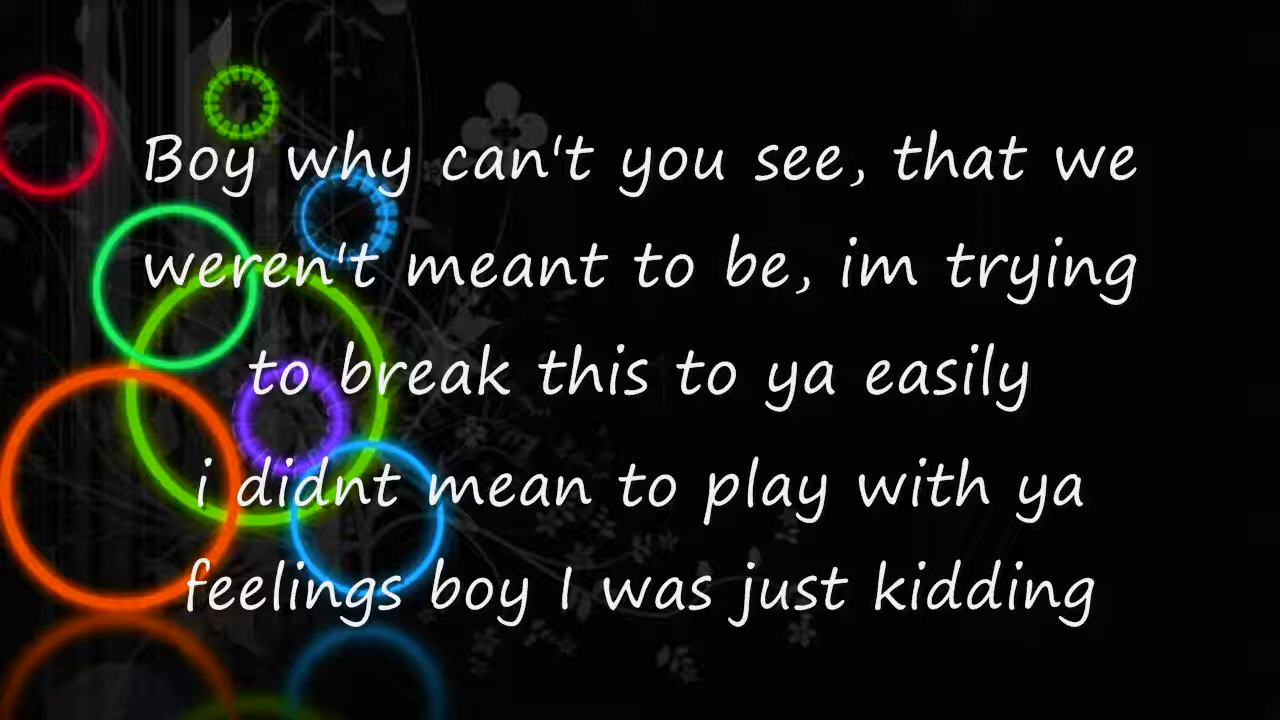 Boy why can't you see, that we
weren't meant to be, im trying
to break this to ya easily
i didnt mean to play with ya
feelings boy I was just kidding